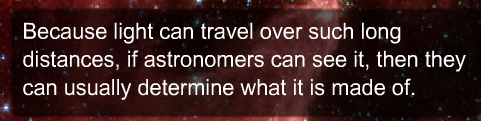 Because light can travel over such long
distances, if astronomers can see it, then they
can usually determine what it is made of.